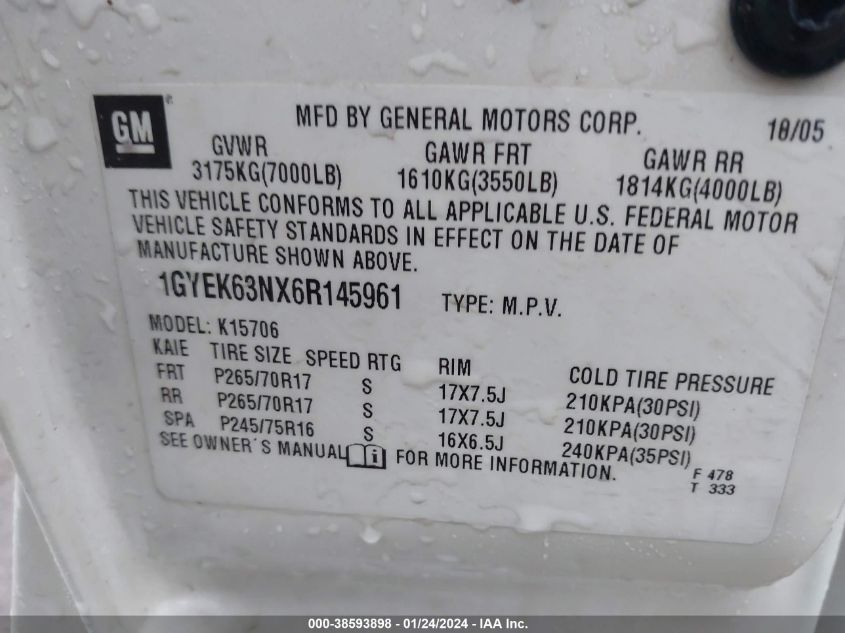 GM ® MFD BY GENERAL MOTORS CORP. 10/05
GVWR GAWR FRT GAWR RR
3175KG(7000LB) 1610KG(3550LB) 1814KG(4000LB)
THIS VEHICLE CONFORMS TO ALL APPLICABLE U.S. FEDERAL MOTOR
VEHICLE SAFETY STANDARDS IN EFFECT ON THE DATE OF
MANUFACTURE SHOWN ABOVE.
1GYEK63NX6R145961 TYPE: M.P.V.
MODEL: K15706
KAIE TIRE SIZE SPEED RTG RIM COLD TIRE PRESSURE
FRT P265/70R17 S 17X7.5J 210KPA(30PSI)
RR P265/70R17 S 17X7.5J 210KPA(30PSI)
SPA P245/75R16 S 16X6.5J 240KPA(35PSI)
SEE OWNER´S MANUAL i FOR MORE INFORMATION. F 478
T 333
000-38593898 - 01/24/2024 - IAA Inc.